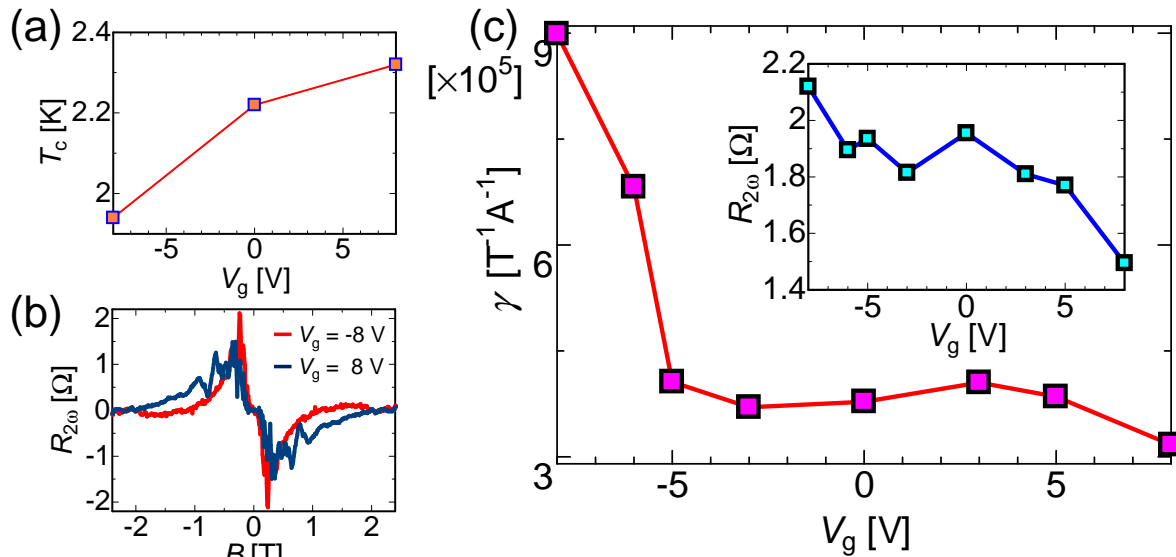 (a)
2.4
2.2
2
T_c [K]
-5 0 5
V_g [V]
(b)
2
1
0
-1
-2
R_2ω [Ω]
V_g = -8 V
V_g = 8 V
-2 -1 0 1 2
B [T]
(c)
9
[×10^5]
6
3
γ [T^-1 A^-1]
-5 0 5
V_g [V]
2.2
2
1.8
1.6
1.4
R_2ω [Ω]
-5 0 5
V_g [V]